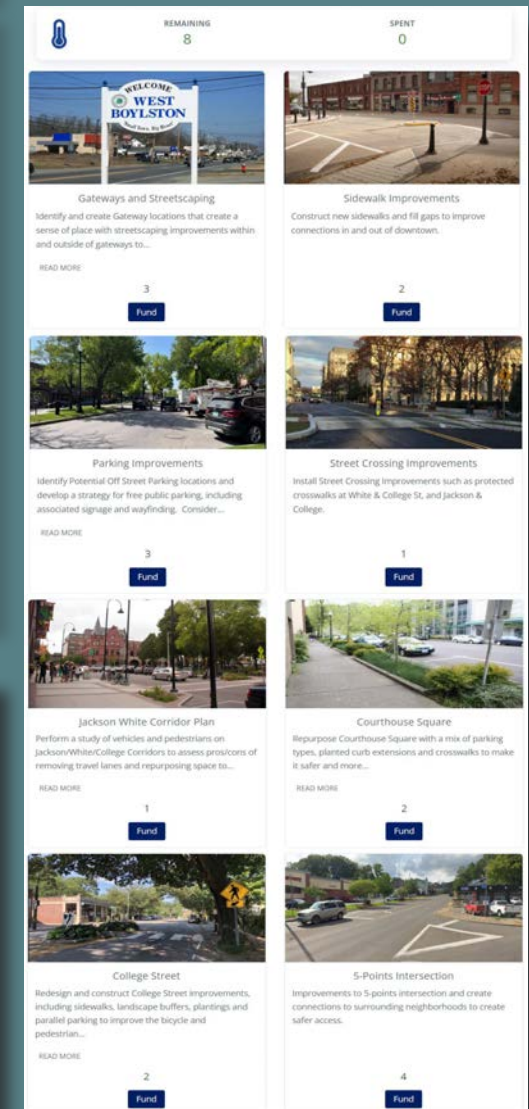 REMAINING
8
SPENT
0
WELCOME
WEST
BOYLSTON
Gateways and Streetscaping
Identify and create Gateway locations that create a
sense of place with streetscaping improvements within
and outside of gateways to...
READ MORE
3
Fund
Sidewalk Improvements
Construct new sidewalks and fill gaps to improve
connections in and out of downtown.
2
Fund
Parking Improvements
Identify Potential Off Street Parking locations and
develop a strategy for free public parking, including
associated signage and wayfinding. Consider...
READ MORE
3
Fund
Street Crossing Improvements
Install Street Crossing Improvements such as protected
crosswalks at White & College St, and Jackson &
College.
1
Fund
Jackson White Corridor Plan
Perform a study of vehicles and pedestrians on
Jackson/White/College Corridors to assess pros/cons of
removing travel lanes and repurposing space to...
READ MORE
1
Fund
Courthouse Square
Repurpose Courthouse Square with a mix of parking
types, planted curb extensions and crosswalks to make
it safer and more...
READ MORE
2
Fund
College Street
Redesign and construct College Street improvements,
including sidewalks, landscape buffers, plantings and
parallel parking to improve the bicycle and
pedestrian...
READ MORE
2
Fund
5-Points Intersection
Improvements to 5-points intersection and create
connections to surrounding neighborhoods to create
safer access.
4
Fund